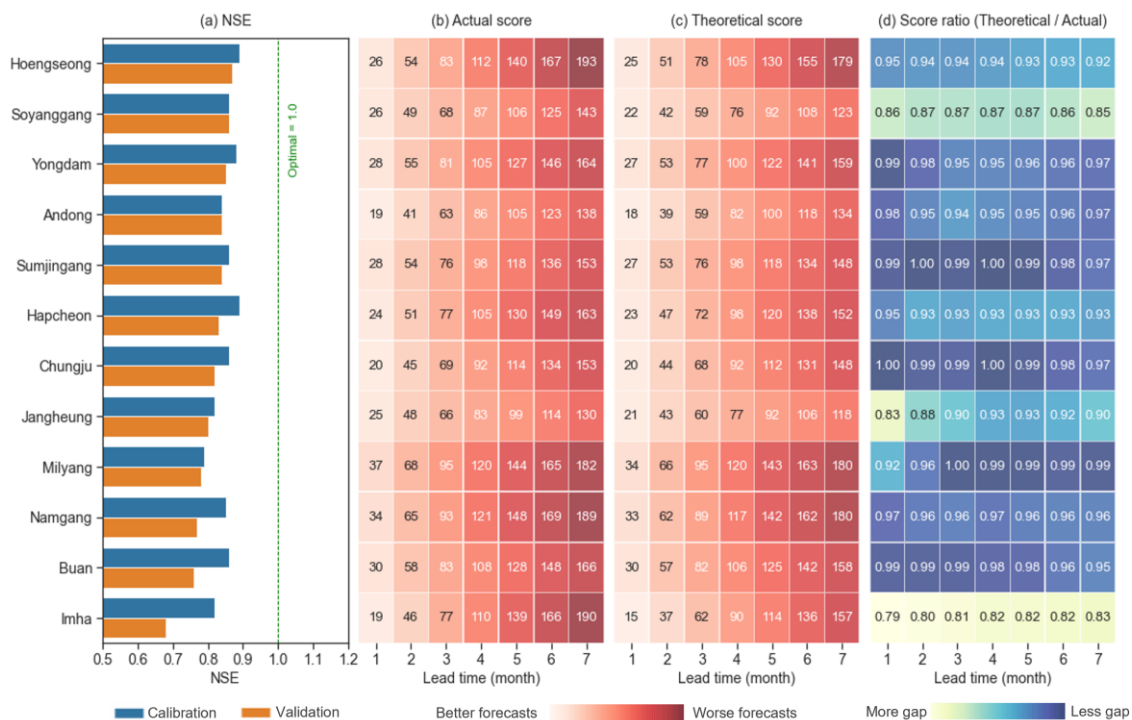 (a) NSE (b) Actual score (c) Theoretical score (d) Score ratio (Theoretical / Actual)
Optimal = 1.0
Hoengseong 26 54 83 112 140 167 193 25 51 78 105 130 155 179 0.95 0.94 0.94 0.94 0.93 0.93 0.92
Soyanggang 26 49 68 87 106 125 143 22 42 59 76 92 108 123 0.86 0.87 0.87 0.87 0.87 0.86 0.85
Yongdam 28 55 81 105 127 146 164 27 53 77 100 122 141 159 0.99 0.98 0.95 0.95 0.96 0.96 0.97
Andong 19 41 63 86 105 123 138 18 39 59 82 100 118 134 0.98 0.95 0.94 0.95 0.95 0.96 0.97
Sumjingang 28 54 76 98 118 136 153 27 53 76 98 118 134 148 0.99 1.00 0.99 1.00 0.99 0.98 0.97
Hapcheon 24 51 77 105 130 149 163 23 47 72 98 120 138 152 0.95 0.93 0.93 0.93 0.93 0.93 0.93
Chungju 20 45 69 92 114 134 153 20 44 68 92 112 131 148 1.00 0.99 0.99 1.00 0.99 0.98 0.97
Jangheung 25 48 66 83 99 114 130 21 43 60 77 92 106 118 0.83 0.88 0.90 0.93 0.93 0.92 0.90
Milyang 37 68 95 120 144 165 182 34 66 95 120 143 163 180 0.92 0.96 1.00 0.99 0.99 0.99 0.99
Namgang 34 65 93 121 148 169 189 33 62 89 117 142 162 180 0.97 0.96 0.96 0.97 0.96 0.96 0.96
Buan 30 58 83 108 128 148 166 30 57 82 106 125 142 158 0.99 0.99 0.99 0.98 0.98 0.96 0.95
Imha 19 46 77 110 139 166 190 15 37 62 90 114 136 157 0.79 0.80 0.81 0.82 0.82 0.82 0.83
0.5 0.6 0.7 0.8 0.9 1.0 1.1 1.2 1 2 3 4 5 6 7 1 2 3 4 5 6 7 1 2 3 4 5 6 7
NSE Lead time (month) Lead time (month) Lead time (month)
Calibration Validation Better forecasts Worse forecasts More gap Less gap